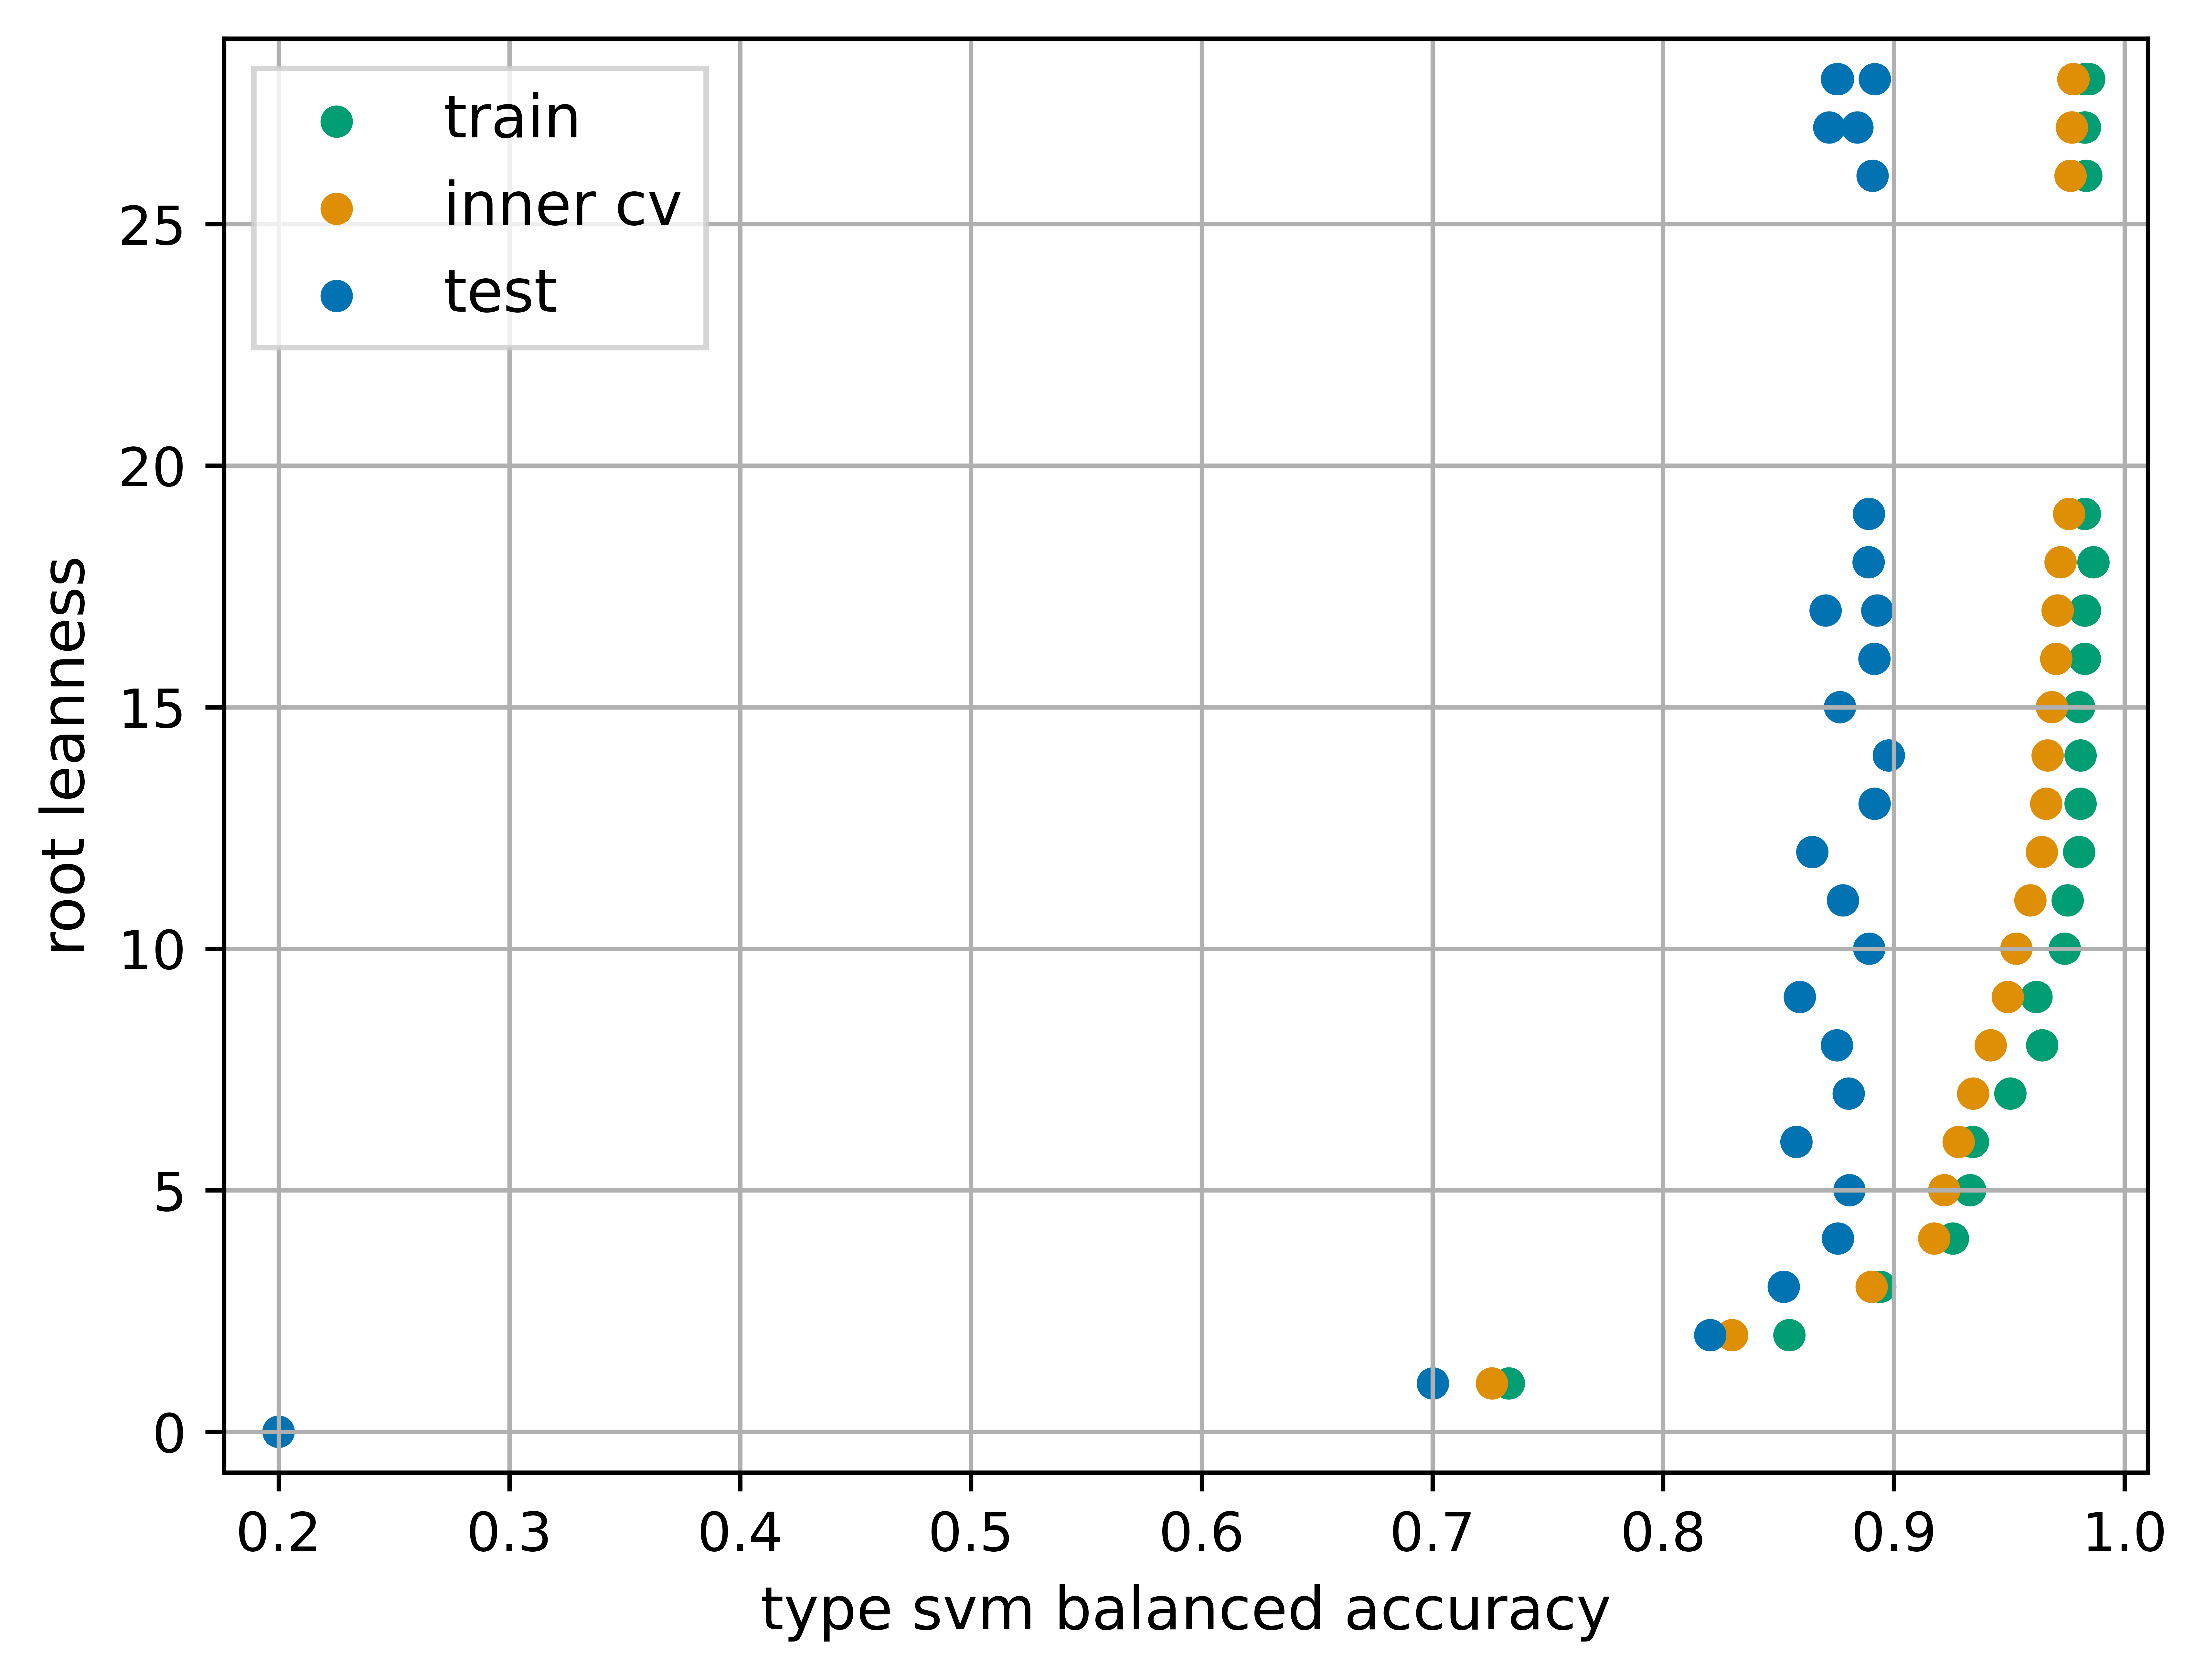 train
inner cv
test
25
20
15
10
5
0
root leanness
0.2 0.3 0.4 0.5 0.6 0.7 0.8 0.9 1.0
type svm balanced accuracy